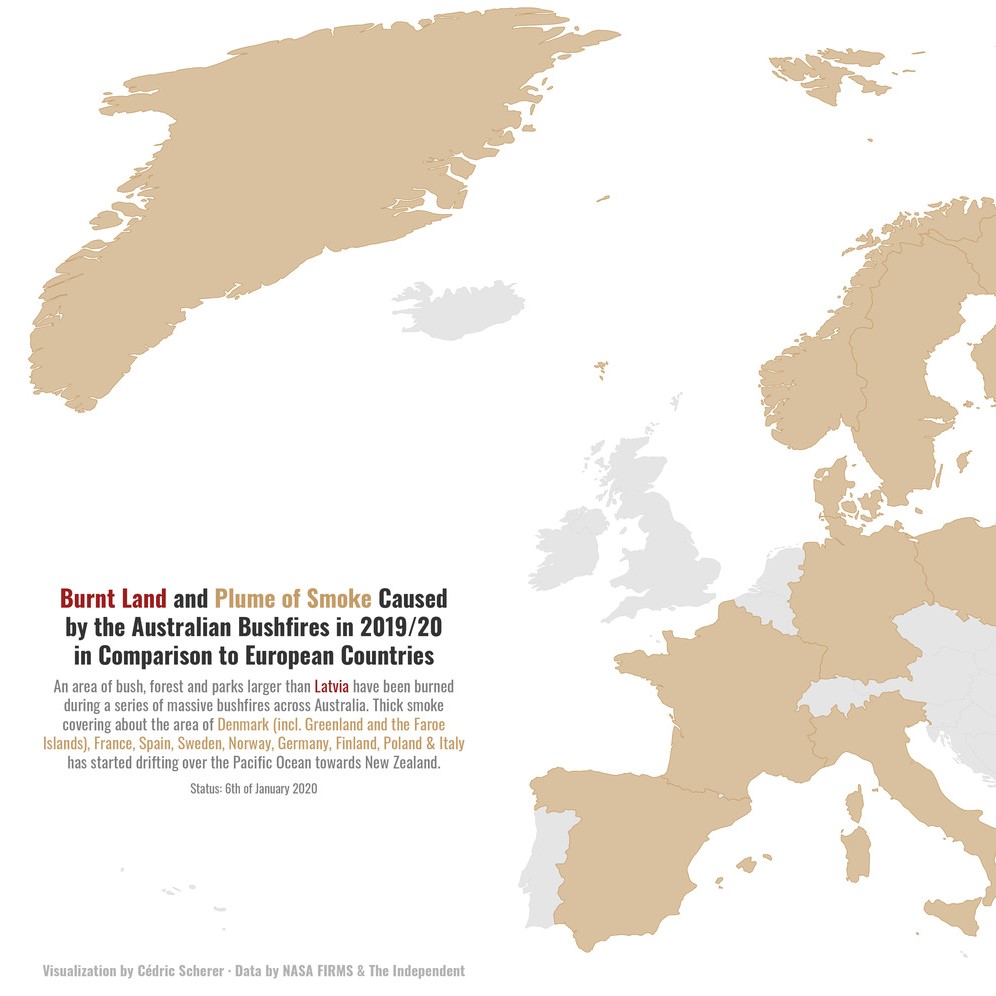 Burnt Land and Plume of Smoke Caused
by the Australian Bushfires in 2019/20
in Comparison to European Countries
An area of bush, forest and parks larger than Latvia have been burned
during a series of massive bushfires across Australia. Thick smoke
covering about the area of Denmark (incl. Greenland and the Faroe
Islands), France, Spain, Sweden, Norway, Germany, Finland, Poland & Italy
has started drifting over the Pacific Ocean towards New Zealand.
Status: 6th of January 2020
Visualization by Cédric Scherer · Data by NASA FIRMS & The Independent